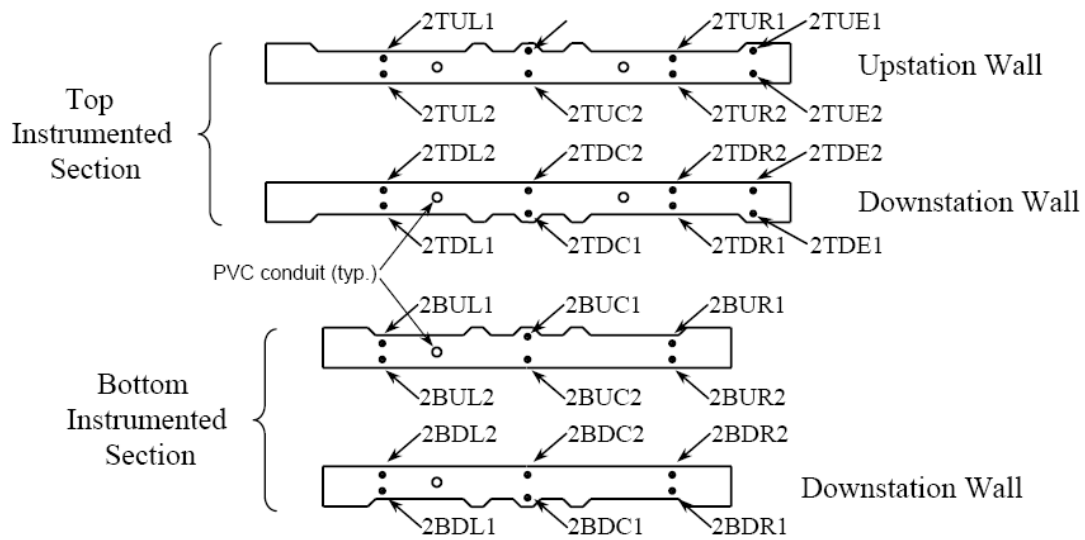 2TUL1 2TUR1 2TUE1
Upstation Wall
2TUL2 2TUC2 2TUR2 2TUE2
Top
Instrumented
Section
2TDL2 2TDC2 2TDR2 2TDE2
Downstation Wall
2TDL1 2TDC1 2TDR1 2TDE1
PVC conduit (typ.)
2BUL1 2BUC1 2BUR1
2BUL2 2BUC2 2BUR2
Bottom
Instrumented
Section
2BDL2 2BDC2 2BDR2
Downstation Wall
2BDL1 2BDC1 2BDR1